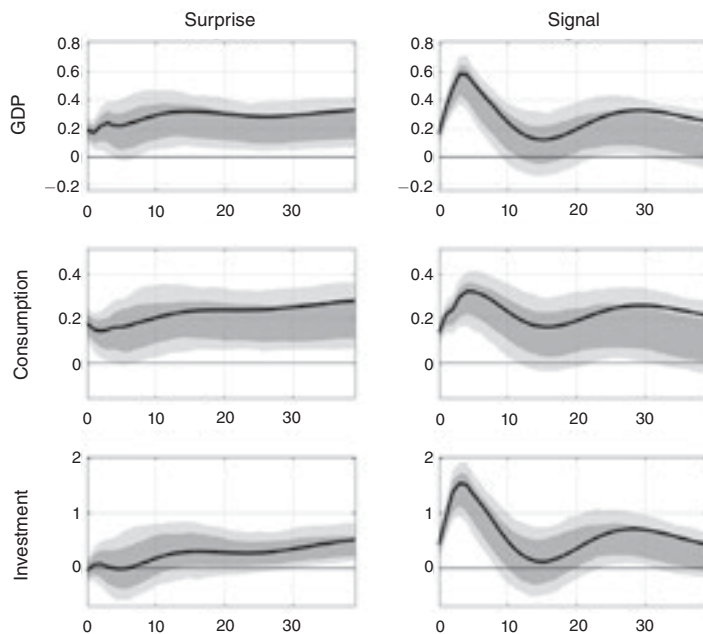 Surprise Signal
GDP
0.8 0.8
0.6 0.6
0.4 0.4
0.2 0.2
0 0
−0.2 −0.2
0 10 20 30 0 10 20 30
Consumption
0.4 0.4
0.2 0.2
0 0
0 10 20 30 0 10 20 30
Investment
2 2
1 1
0 0
0 10 20 30 0 10 20 30